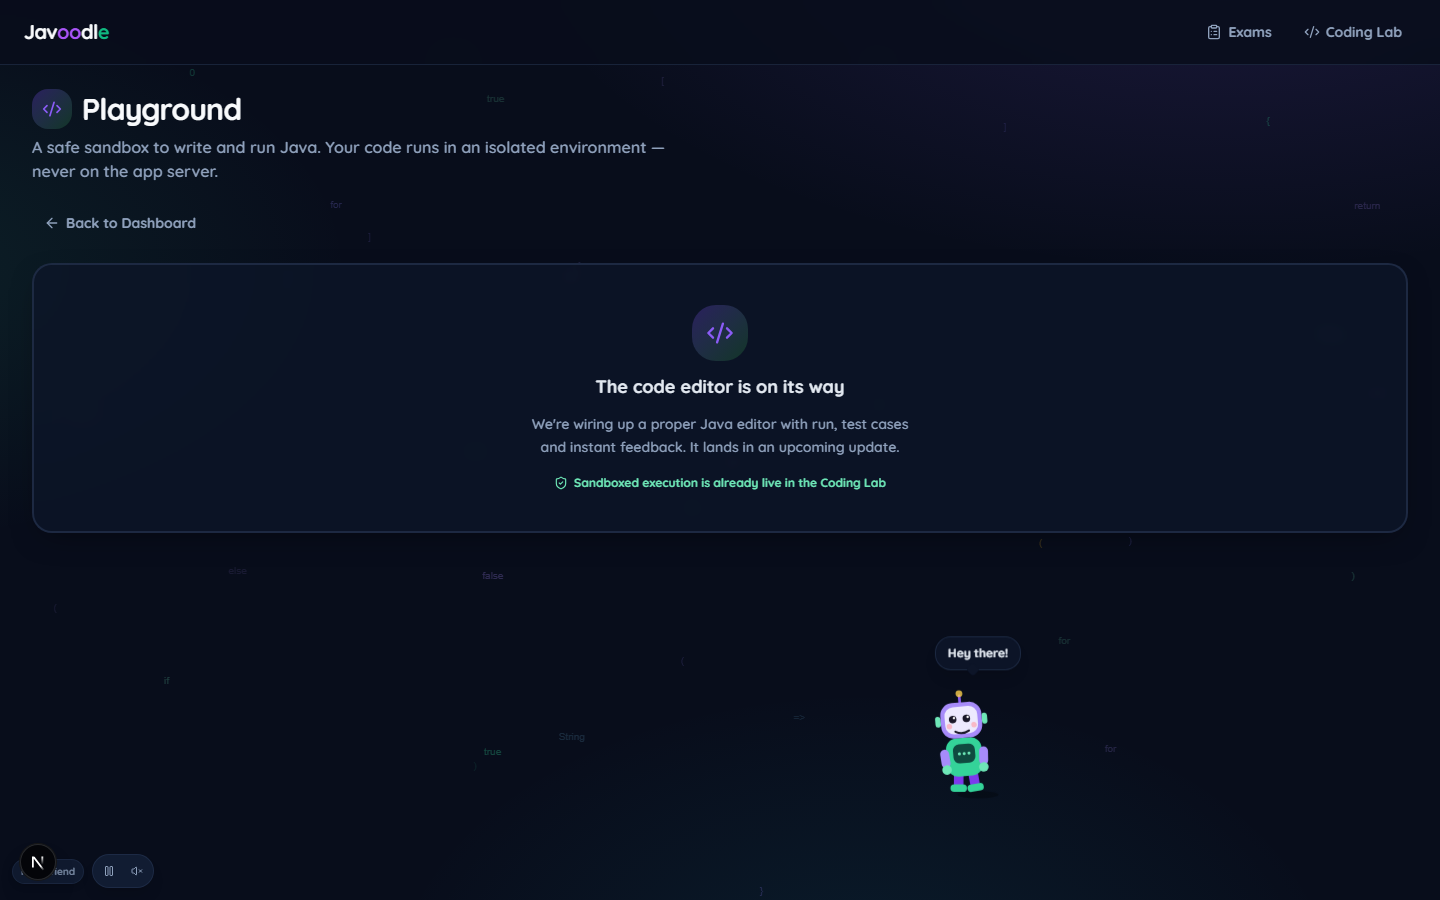 Javoodle
Exams
Coding Lab
0
true
Playground
A safe sandbox to write and run Java. Your code runs in an isolated environment —
never on the app server.
for
return
Back to Dashboard
The code editor is on its way
We're wiring up a proper Java editor with run, test cases
and instant feedback. It lands in an upcoming update.
Sandboxed execution is already live in the Coding Lab
else
false
Hey there!
for
if
=>
String
true
for
N